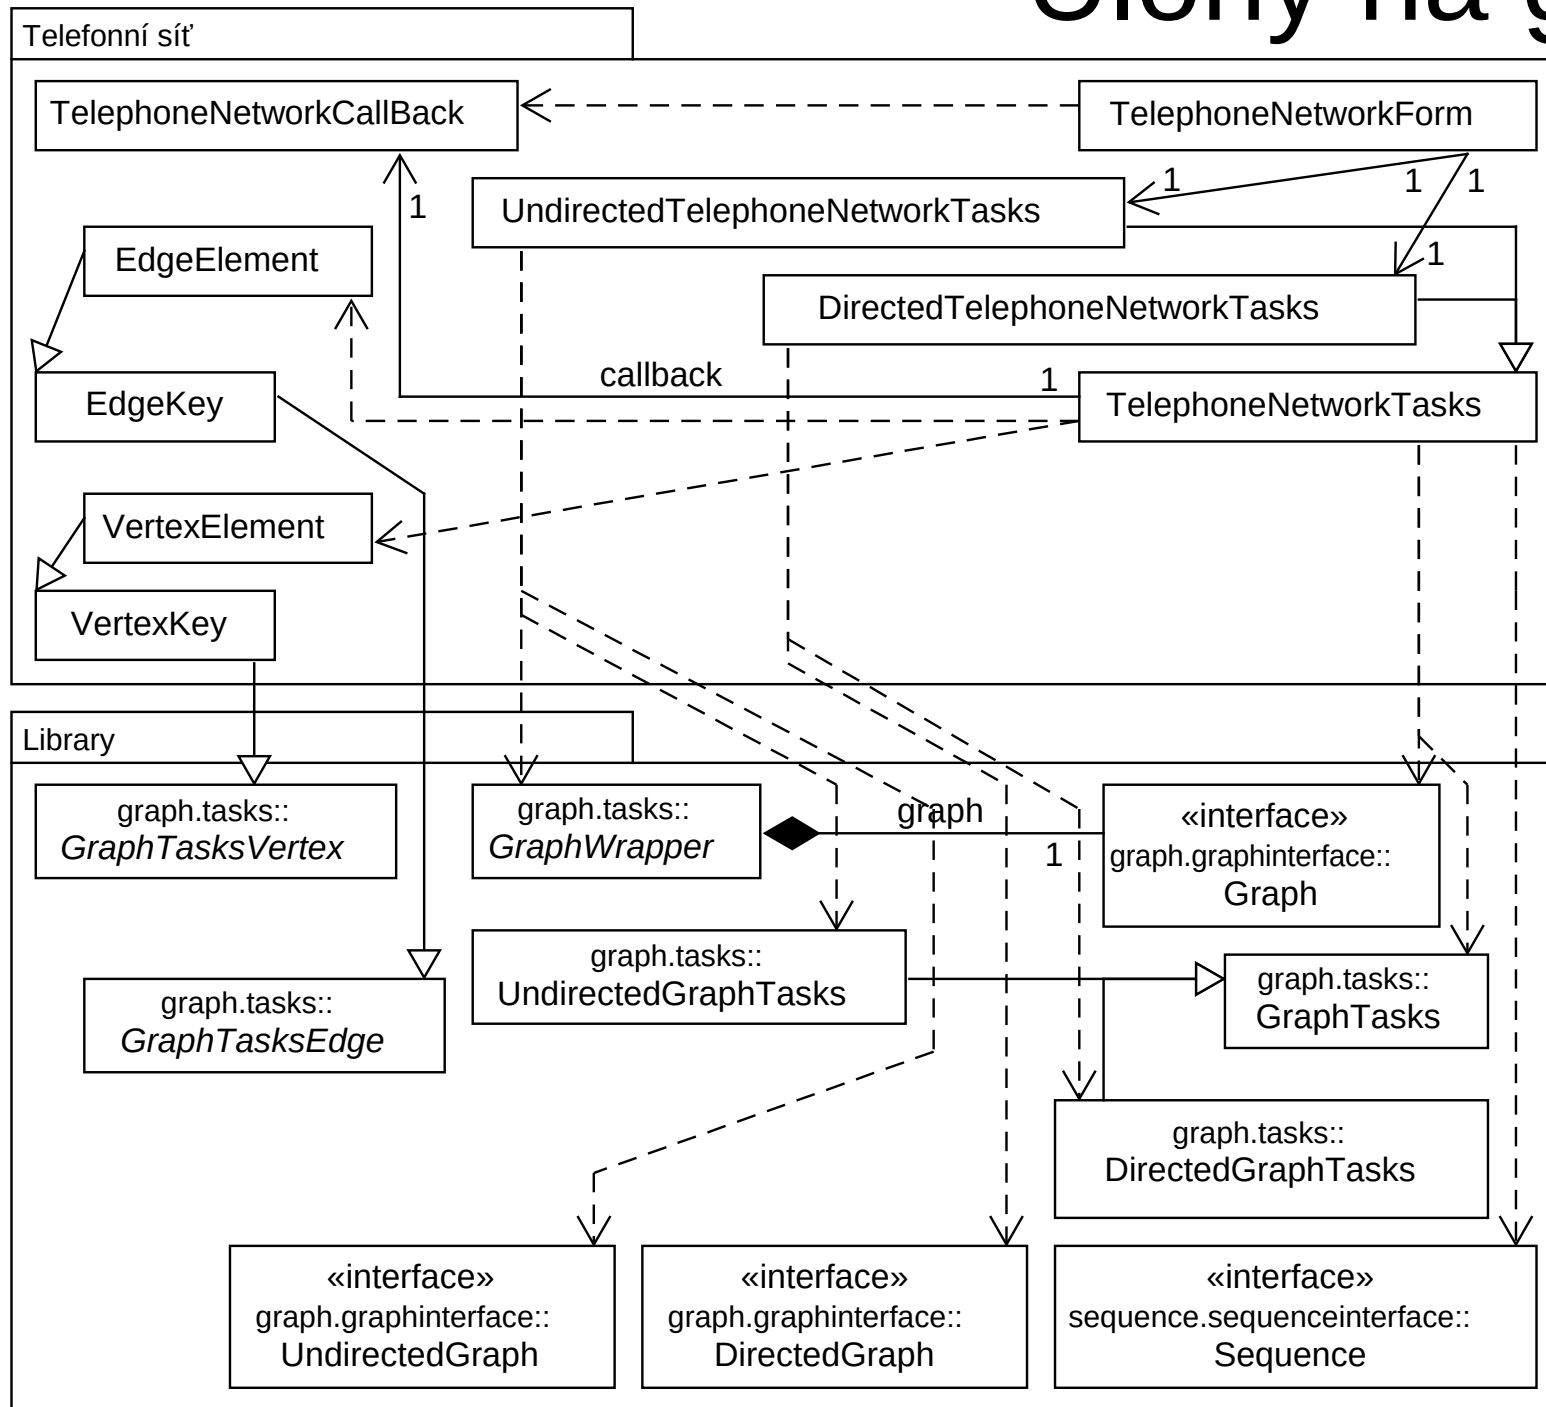 Telefonní síť
TelephoneNetworkCallBack
TelephoneNetworkForm
1
1
1
1
UndirectedTelephoneNetworkTasks
EdgeElement
1
DirectedTelephoneNetworkTasks
callback
1
EdgeKey
TelephoneNetworkTasks
VertexElement
VertexKey
Library
graph.tasks::
GraphTasksVertex
graph.tasks::
GraphWrapper
graph
1
«interface»
graph.graphinterface::
Graph
graph.tasks::
UndirectedGraphTasks
graph.tasks::
GraphTasks
graph.tasks::
GraphTasksEdge
graph.tasks::
DirectedGraphTasks
«interface»
graph.graphinterface::
UndirectedGraph
«interface»
graph.graphinterface::
DirectedGraph
«interface»
sequence.sequenceinterface::
Sequence